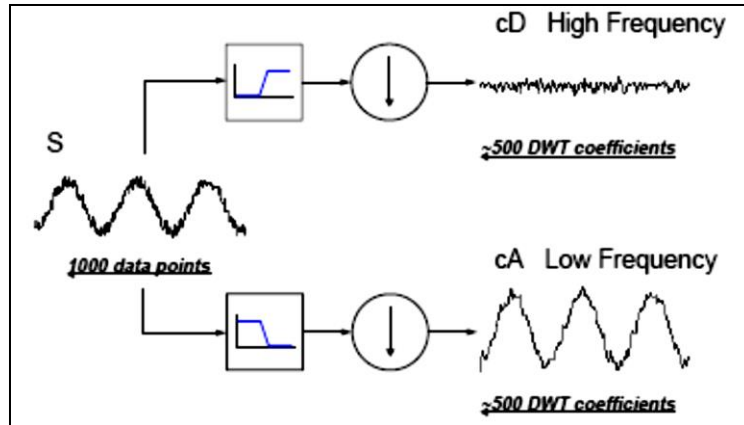 cD High Frequency
~500 DWT coefficients
S
1000 data points
cA Low Frequency
~500 DWT coefficients